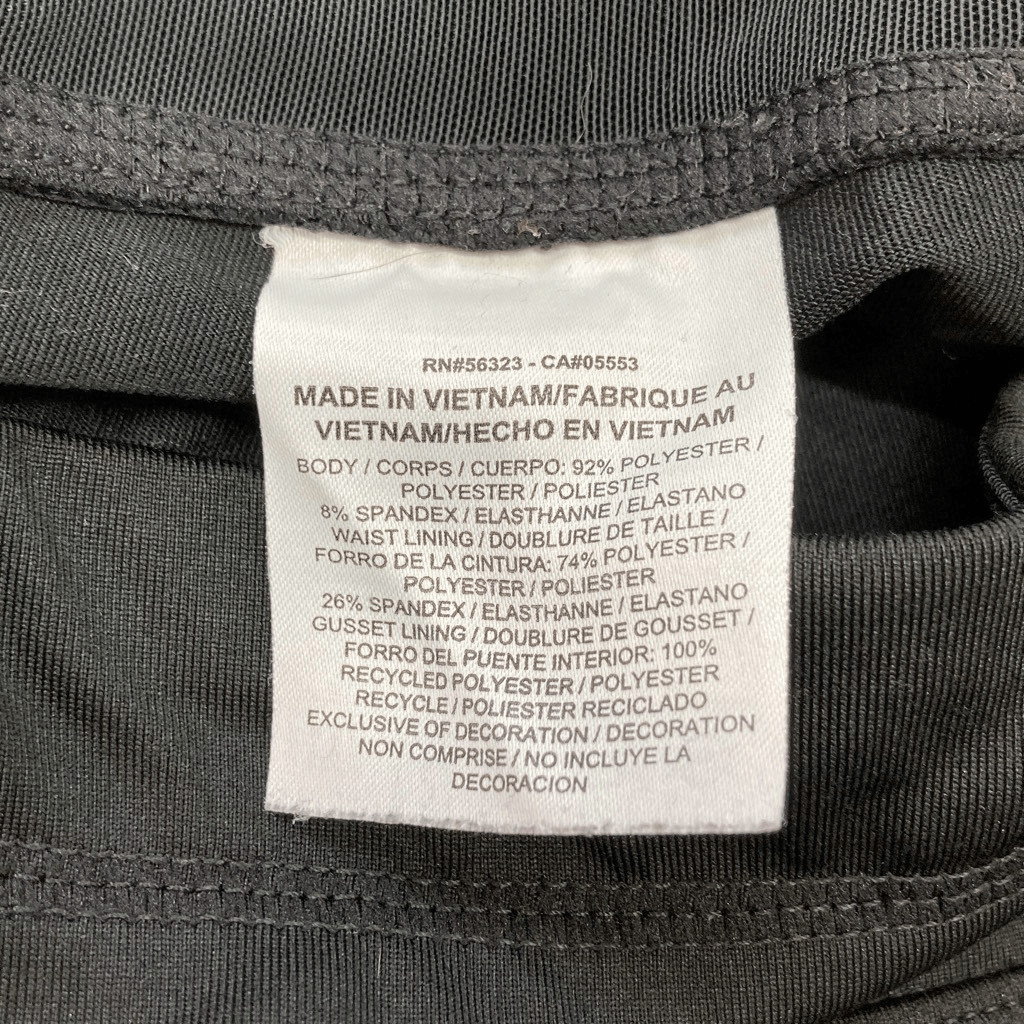 RN#56323 - CA#05553
MADE IN VIETNAM/FABRIQUE AU
VIETNAM/HECHO EN VIETNAM
BODY / CORPS / CUERPO: 92% POLYESTER /
POLYESTER / POLIESTER
8% SPANDEX / ELASTHANNE / ELASTANO
WAIST LINING / DOUBLURE DE TAILLE /
FORRO DE LA CINTURA: 74% POLYESTER /
POLYESTER / POLIESTER
26% SPANDEX / ELASTHANNE / ELASTANO
GUSSET LINING / DOUBLURE DE GOUSSET /
FORRO DEL PUENTE INTERIOR: 100%
RECYCLED POLYESTER / POLYESTER
RECYCLE / POLIESTER RECICLADO
EXCLUSIVE OF DECORATION / DECORATION
NON COMPRISE / NO INCLUYE LA
DECORACION